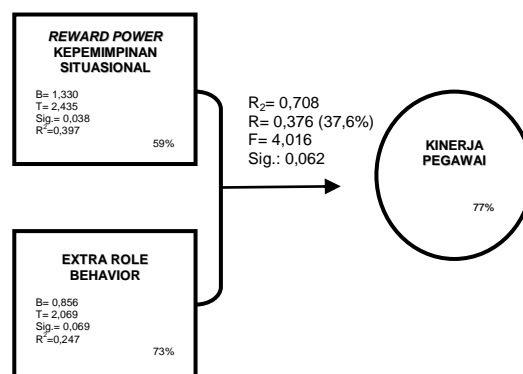 REWARD POWER
KEPEMIMPINAN
SITUASIONAL
B= 1,330
T= 2,435
Sig.= 0,038
R²=0,397
59%
R₂= 0,708
R= 0,376 (37,6%)
F= 4,016
Sig.: 0,062
KINERJA
PEGAWAI
77%
EXTRA ROLE
BEHAVIOR
B= 0,856
T= 2,069
Sig.= 0,069
R²=0,247
73%